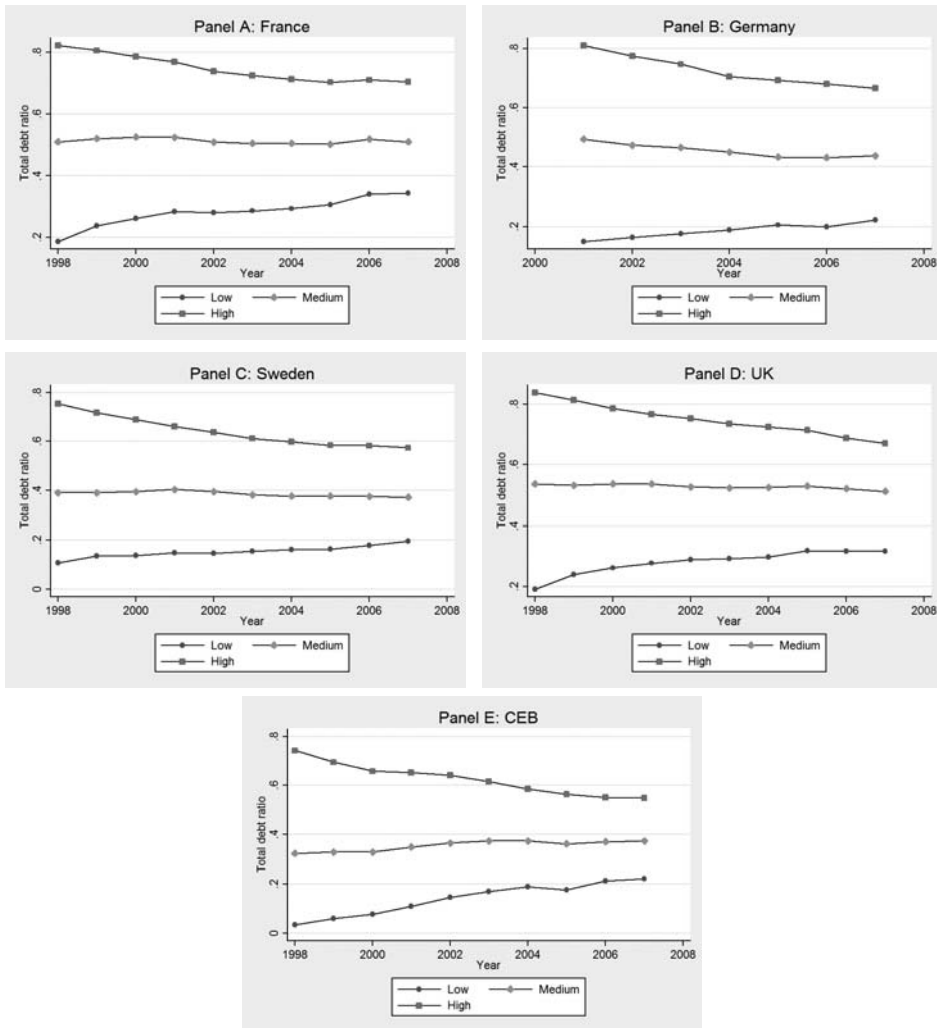 Panel A: France
Total debt ratio
.8
.6
.4
.2
1998 2000 2002 2004 2006 2008
Year
Low Medium
High
Panel B: Germany
Total debt ratio
.8
.6
.4
.2
2000 2002 2004 2006 2008
Year
Low Medium
High
Panel C: Sweden
Total debt ratio
.8
.6
.4
.2
0
1998 2000 2002 2004 2006 2008
Year
Low Medium
High
Panel D: UK
Total debt ratio
.8
.6
.4
.2
1998 2000 2002 2004 2006 2008
Year
Low Medium
High
Panel E: CEB
Total debt ratio
.8
.6
.4
.2
0
1998 2000 2002 2004 2006 2008
Year
Low Medium
High